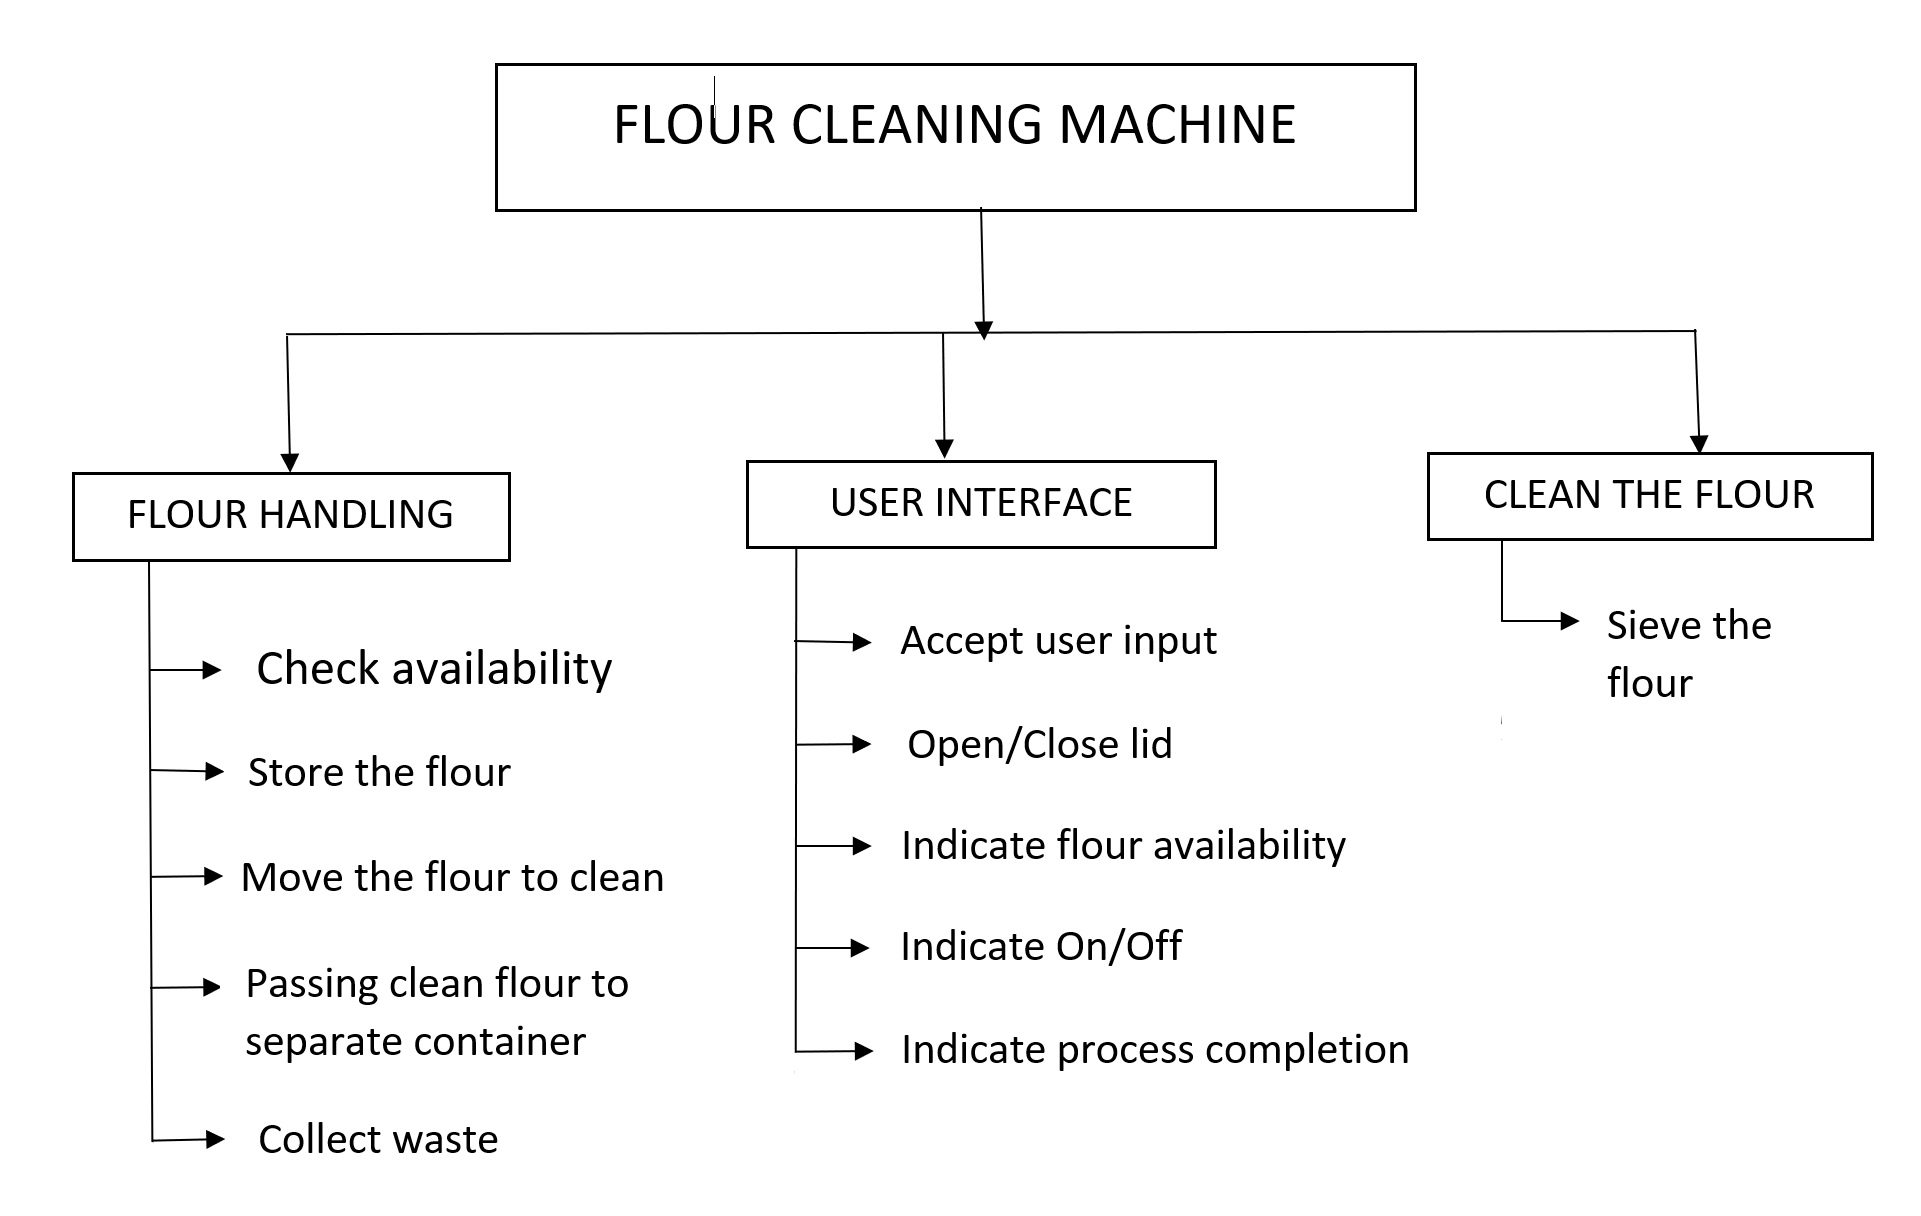 FLOUR CLEANING MACHINE
FLOUR HANDLING
Check availability
Store the flour
Move the flour to clean
Passing clean flour to
separate container
Collect waste
USER INTERFACE
Accept user input
Open/Close lid
Indicate flour availability
Indicate On/Off
Indicate process completion
CLEAN THE FLOUR
Sieve the
flour